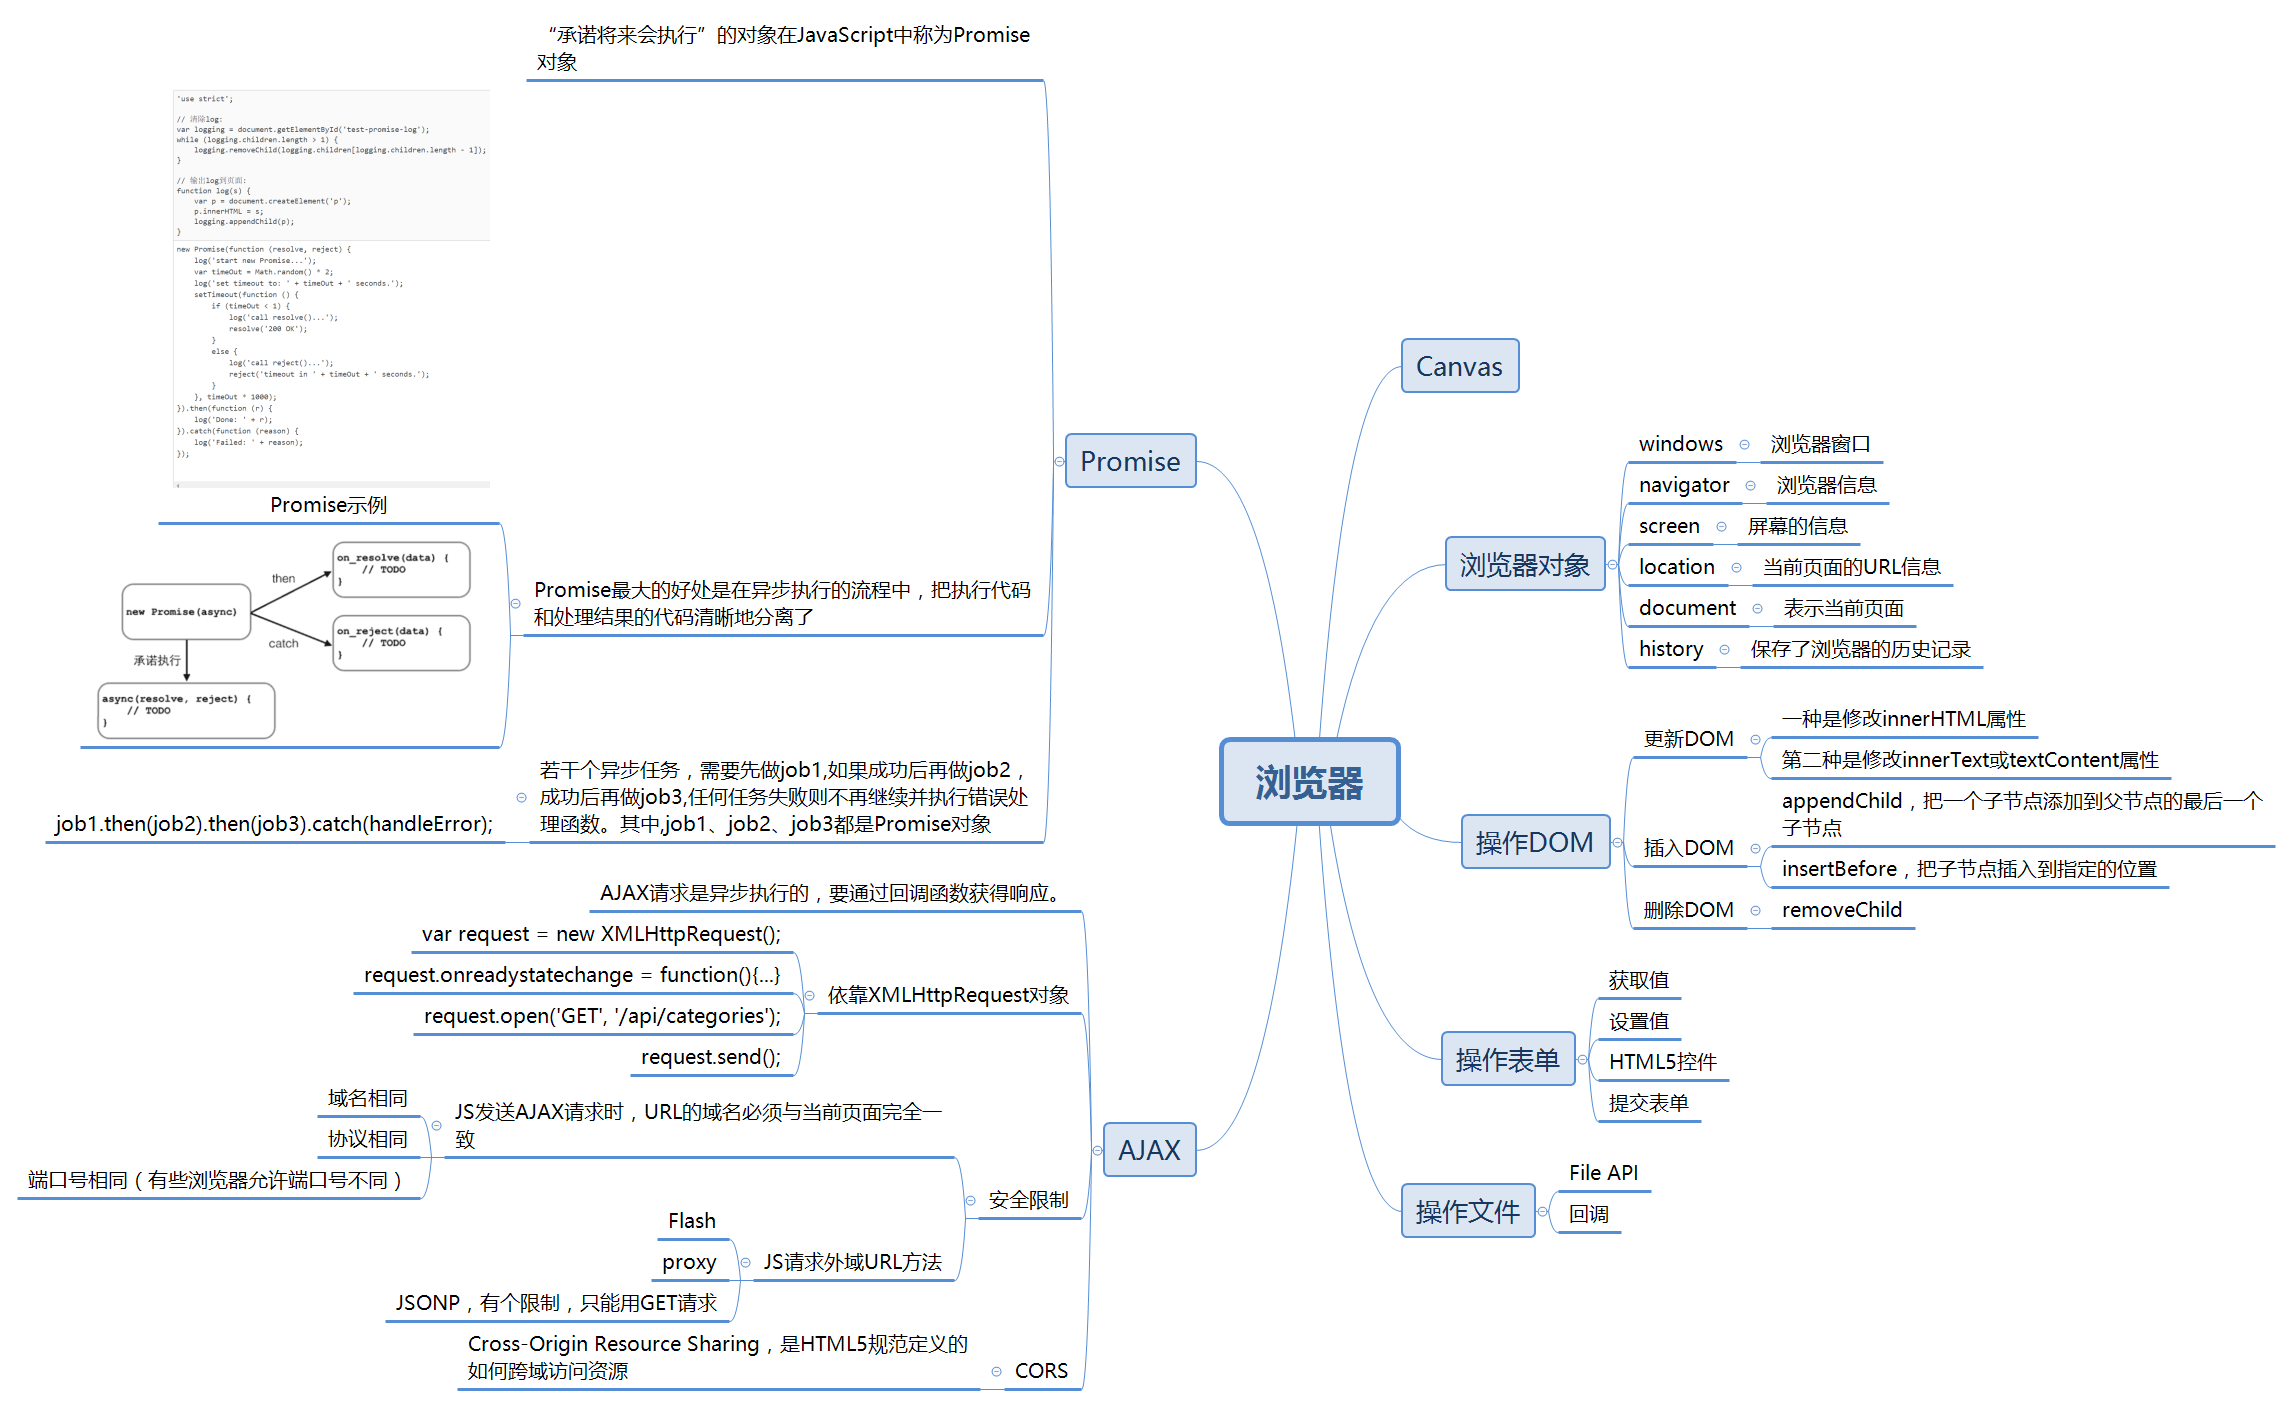 “承诺将来会执行”的对象在JavaScript中称为Promise
对象
'use strict';
// 清除log:
var logging = document.getElementById('test-promise-log');
while (logging.children.length > 1) {
logging.removeChild(logging.children[logging.children.length - 1]);
}
// 输出log到页面:
function log(s) {
var p = document.createElement('p');
p.innerHTML = s;
logging.appendChild(p);
}
new Promise(function (resolve, reject) {
log('start new Promise...');
var timeOut = Math.random() * 2;
log('set timeout to: ' + timeOut + ' seconds.');
setTimeout(function () {
if (timeOut < 1) {
log('call resolve()...');
resolve('200 OK');
}
else {
log('call reject()...');
reject('timeout in ' + timeOut + ' seconds.');
}
}, timeOut * 1000);
}).then(function (r) {
log('Done: ' + r);
}).catch(function (reason) {
log('Failed: ' + reason);
});
Promise示例
new Promise(async)
then
on_resolve(data) {
// TODO
}
catch
on_reject(data) {
// TODO
}
承诺执行
async(resolve, reject) {
// TODO
}
Promise最大的好处是在异步执行的流程中，把执行代码
和处理结果的代码清晰地分离了
若干个异步任务，需要先做job1,如果成功后再做job2，
成功后再做job3,任何任务失败则不再继续并执行错误处
理函数。其中,job1、job2、job3都是Promise对象
job1.then(job2).then(job3).catch(handleError);
Promise
AJAX请求是异步执行的，要通过回调函数获得响应。
var request = new XMLHttpRequest();
request.onreadystatechange = function(){...}
request.open('GET', '/api/categories');
request.send();
依靠XMLHttpRequest对象
域名相同
协议相同
端口号相同（有些浏览器允许端口号不同）
JS发送AJAX请求时，URL的域名必须与当前页面完全一
致
Flash
proxy
JSONP，有个限制，只能用GET请求
JS请求外域URL方法
安全限制
Cross-Origin Resource Sharing，是HTML5规范定义的
如何跨域访问资源
CORS
AJAX
浏览器
Canvas
浏览器对象
windows
浏览器窗口
navigator
浏览器信息
screen
屏幕的信息
location
当前页面的URL信息
document
表示当前页面
history
保存了浏览器的历史记录
操作DOM
更新DOM
一种是修改innerHTML属性
第二种是修改innerText或textContent属性
插入DOM
appendChild，把一个子节点添加到父节点的最后一个
子节点
insertBefore，把子节点插入到指定的位置
删除DOM
removeChild
操作表单
获取值
设置值
HTML5控件
提交表单
操作文件
File API
回调